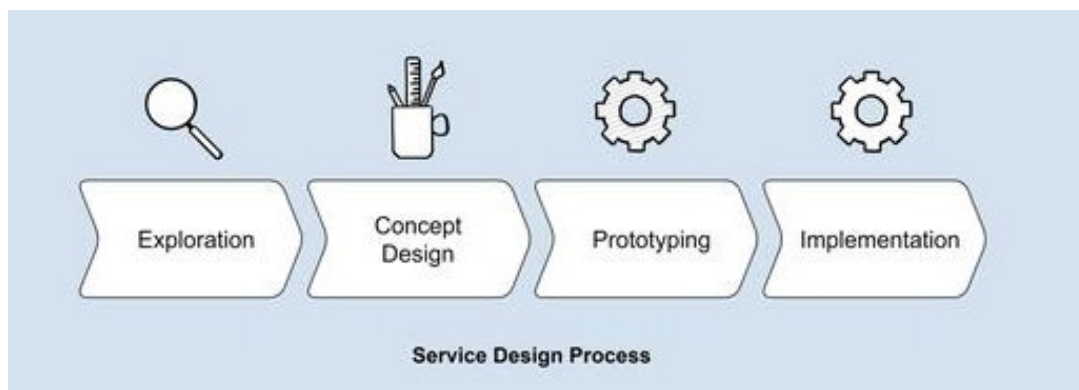 Exploration
Concept
Design
Prototyping
Implementation
Service Design Process